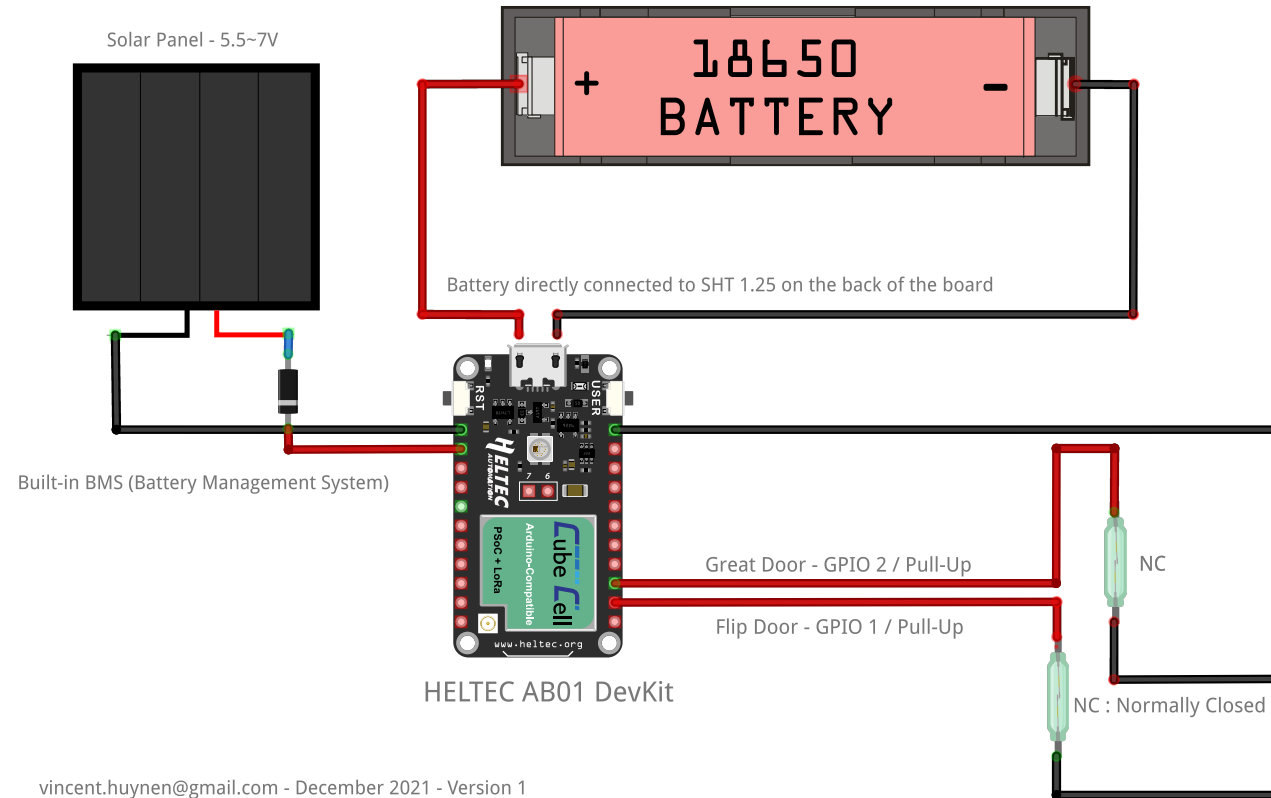 Solar Panel - 5.5~7V
18650
BATTERY
+
-
Battery directly connected to SHT 1.25 on the back of the board
RST
USER
HELTEC
AUTOMATION
7 6
Built-in BMS (Battery Management System)
Cube Cell
Arduino-Compatible
PSoC + LoRa
Great Door - GPIO 2 / Pull-Up
NC
Flip Door - GPIO 1 / Pull-Up
www.heltec.org
HELTEC AB01 DevKit
NC : Normally Closed
vincent.huynen@gmail.com - December 2021 - Version 1